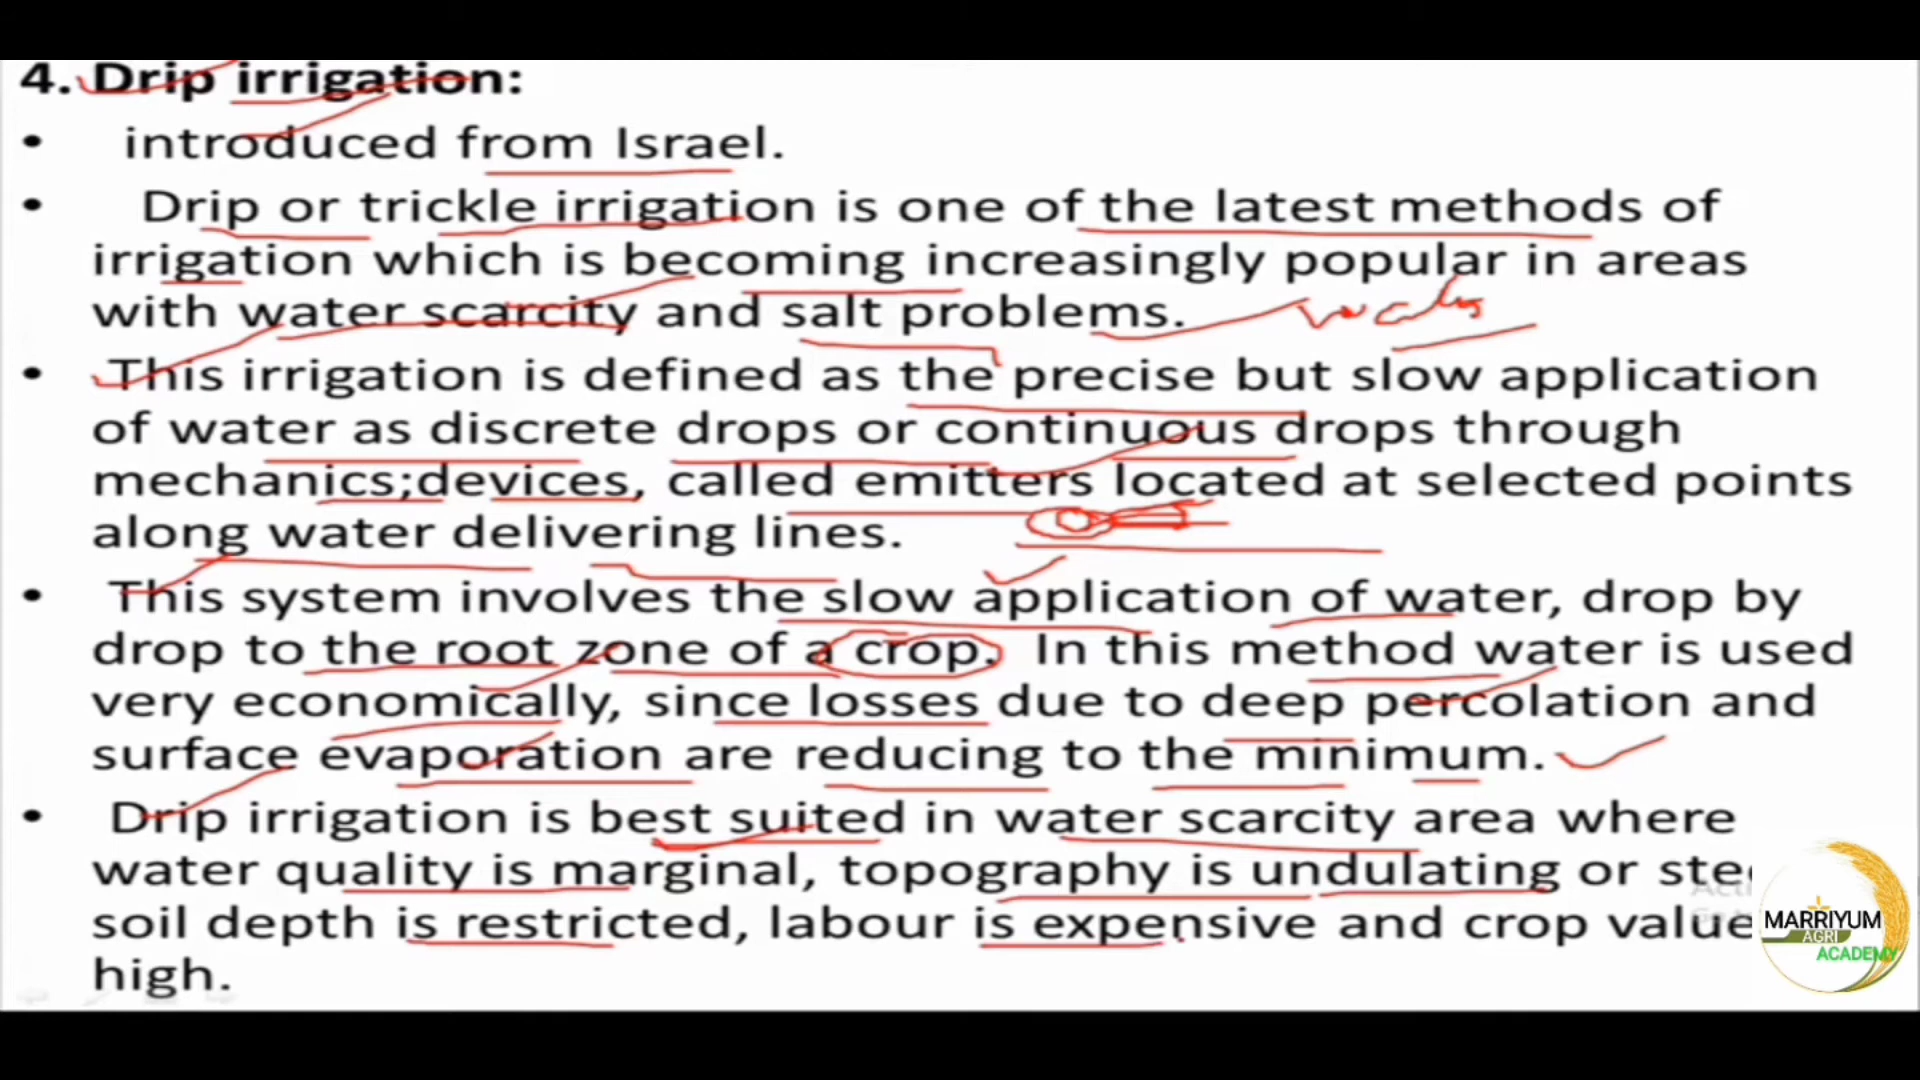 4. Drip irrigation:
• introduced from Israel.
• Drip or trickle irrigation is one of the latest methods of
irrigation which is becoming increasingly popular in areas
with water scarcity and salt problems.
• This irrigation is defined as the precise but slow application
of water as discrete drops or continuous drops through
mechanics;devices, called emitters located at selected points
along water delivering lines.
• This system involves the slow application of water, drop by
drop to the root zone of a crop. In this method water is used
very economically, since losses due to deep percolation and
surface evaporation are reducing to the minimum.
• Drip irrigation is best suited in water scarcity area where
water quality is marginal, topography is undulating or
soil depth is restricted, labour is expensive and crop value
high.
MARRIYUM
AGRI
ACADEMY